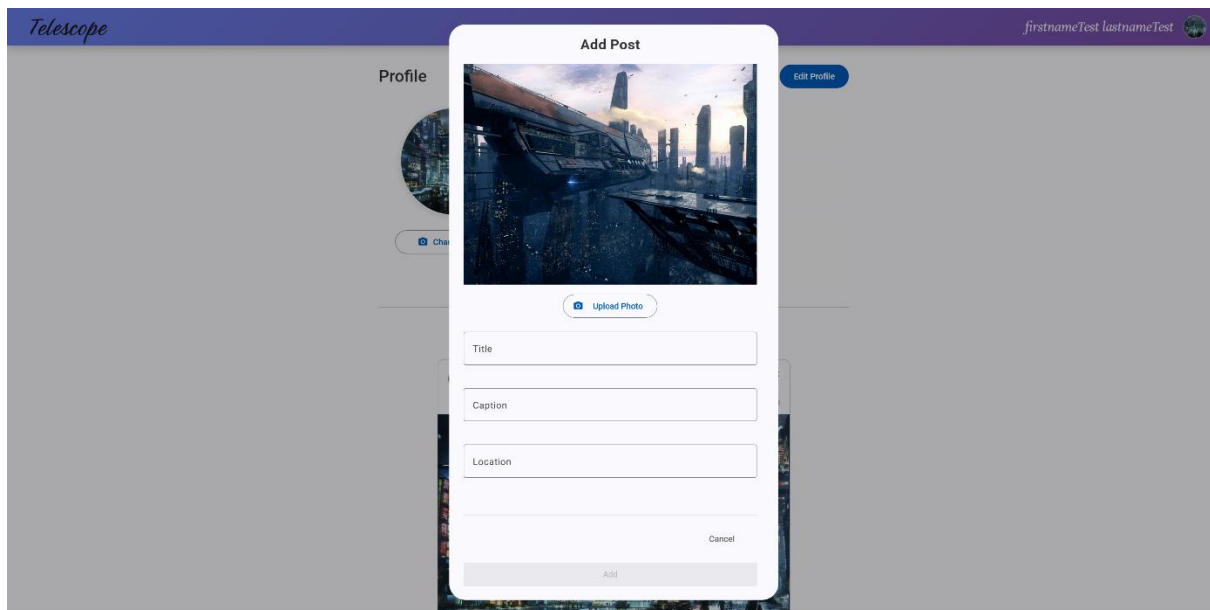 Telescope
firstnameTest lastnameTest
Add Post
Profile
Edit Profile
Upload Photo
Title
Caption
Location
Cancel
Add